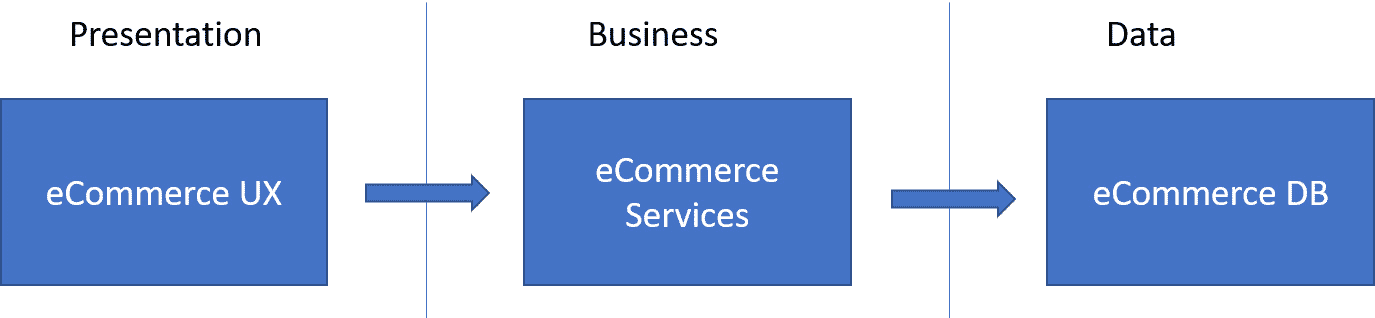 Presentation
Business
Data
eCommerce UX
eCommerce
Services
eCommerce DB